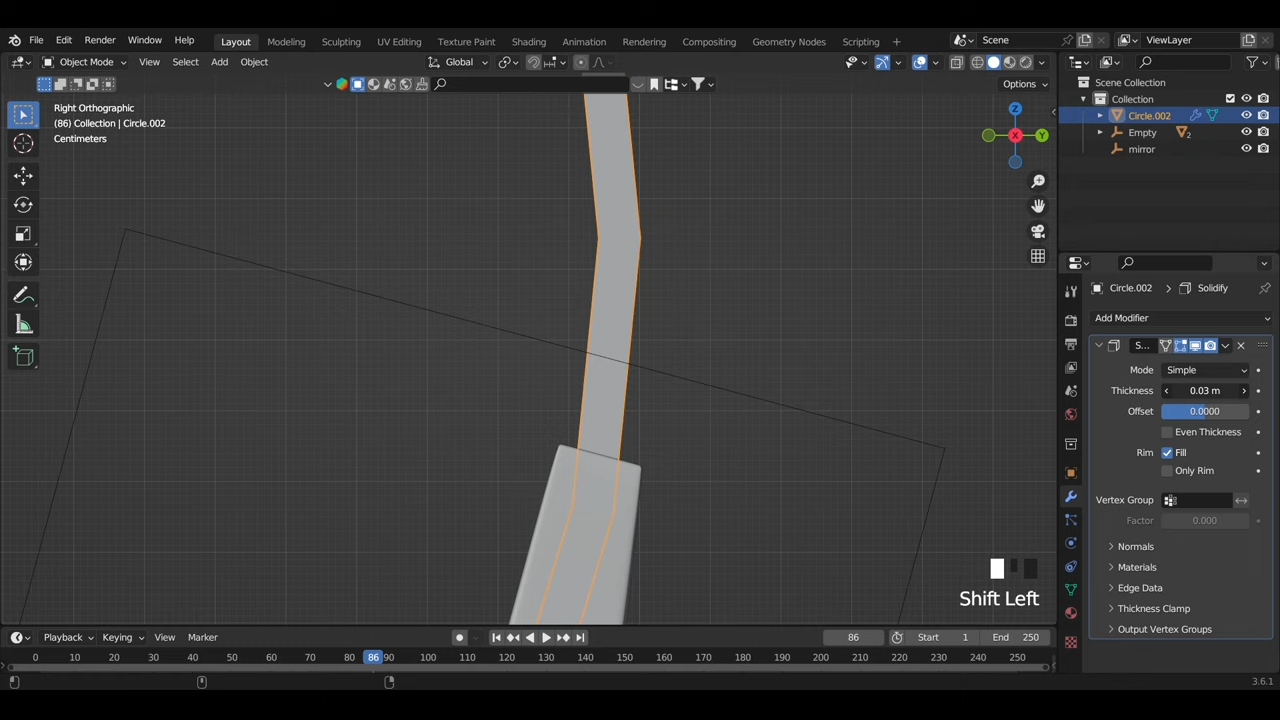 File Edit Render Window Help Layout Modeling Sculpting UV Editing Texture Paint Shading Animation Rendering Compositing Geometry Nodes Scripting + Scene ViewLayer
Object Mode View Select Add Object Global
Options
Right Orthographic
(86) Collection | Circle.002
Centimeters
Z
X
Y
Shift Left
Scene Collection
Collection
Circle.002
Empty 2
mirror
Circle.002 > Solidify
Add Modifier
S...
Mode Simple
Thickness 0.03 m
Offset 0.0000
Even Thickness
Rim Fill
Only Rim
Vertex Group
Factor 0.000
Normals
Materials
Edge Data
Thickness Clamp
Output Vertex Groups
Playback Keying View Marker 86 Start 1 End 250
0 10 20 30 40 50 60 70 80 86 90 100 110 120 130 140 150 160 170 180 190 200 210 220 230 240 250
3.6.1